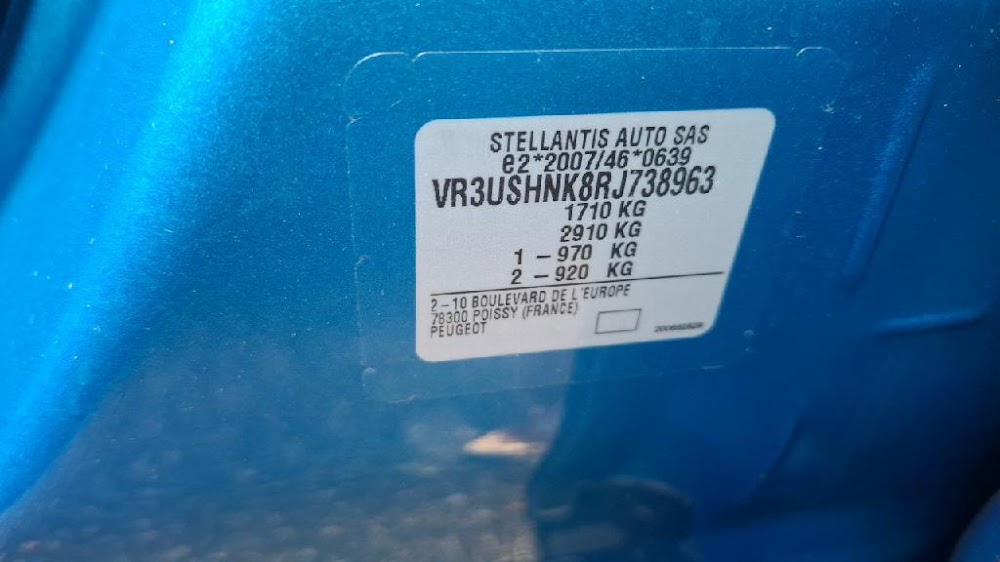 STELLANTIS AUTO SAS
e2*2007/46*0639
VR3USHNK8RJ738963
1710 KG
2910 KG
1 – 970 KG
2 – 920 KG
2–10 BOULEVARD DE L'EUROPE
78300 POISSY (FRANCE)
PEUGEOT